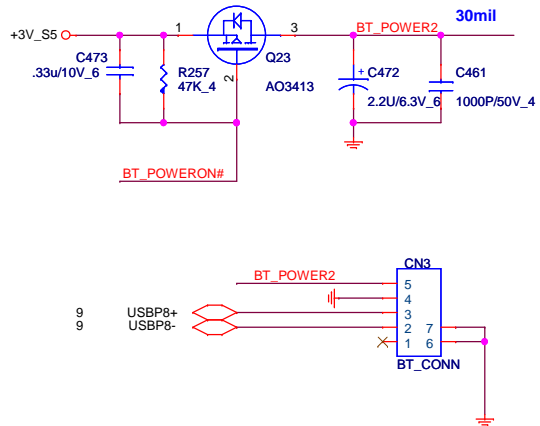 30mil
+3V_S5
1
3
BT_POWER2
Q23
C473
.33u/10V_6
R257
47K_4
2
AO3413
+
C472
2.2U/6.3V_6
C461
1000P/50V_4
BT_POWERON#
CN3
BT_POWER2
5
4
9 USBP8+
3
9 USBP8-
2 7
1 6
BT_CONN